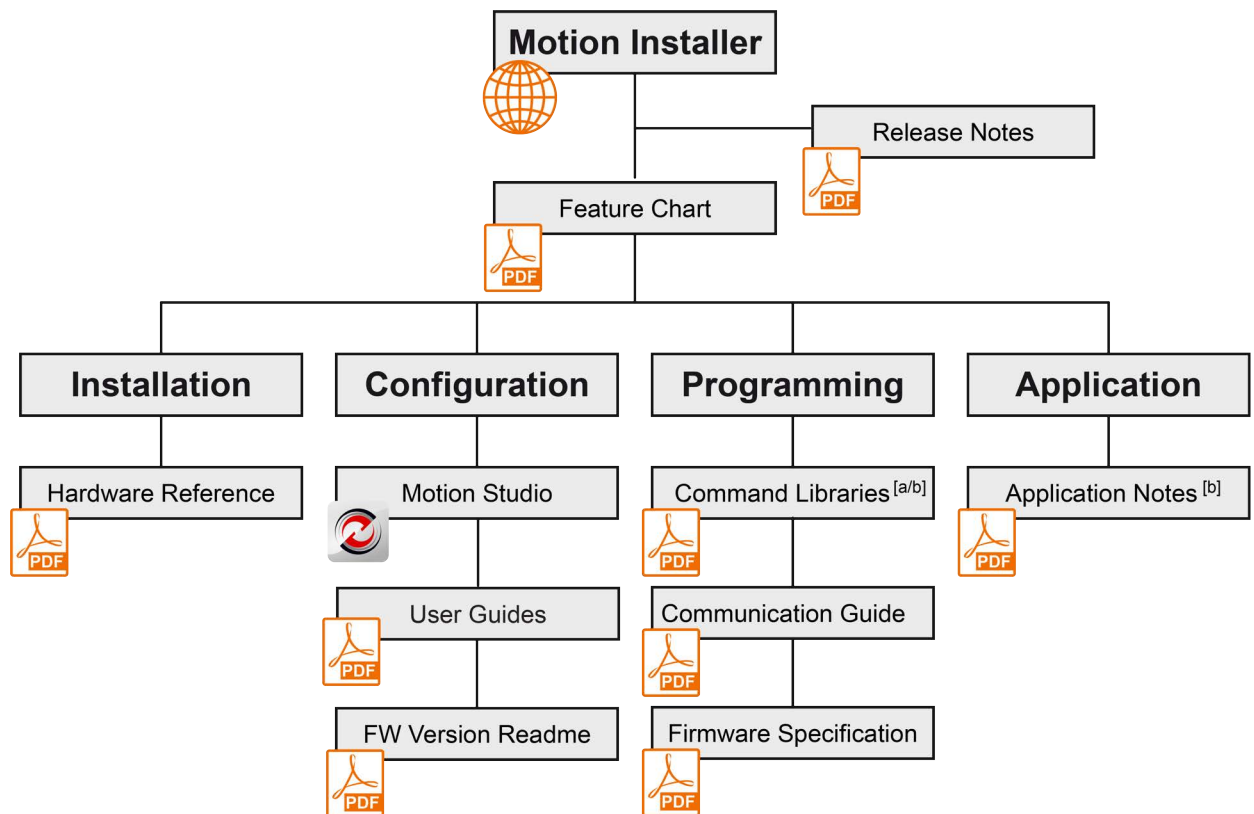 Motion Installer
Release Notes
PDF
Feature Chart
PDF
Installation
Configuration
Programming
Application
Hardware Reference
Motion Studio
Command Libraries [a/b]
Application Notes [b]
PDF
PDF
PDF
User Guides
Communication Guide
PDF
PDF
FW Version Readme
Firmware Specification
PDF
PDF